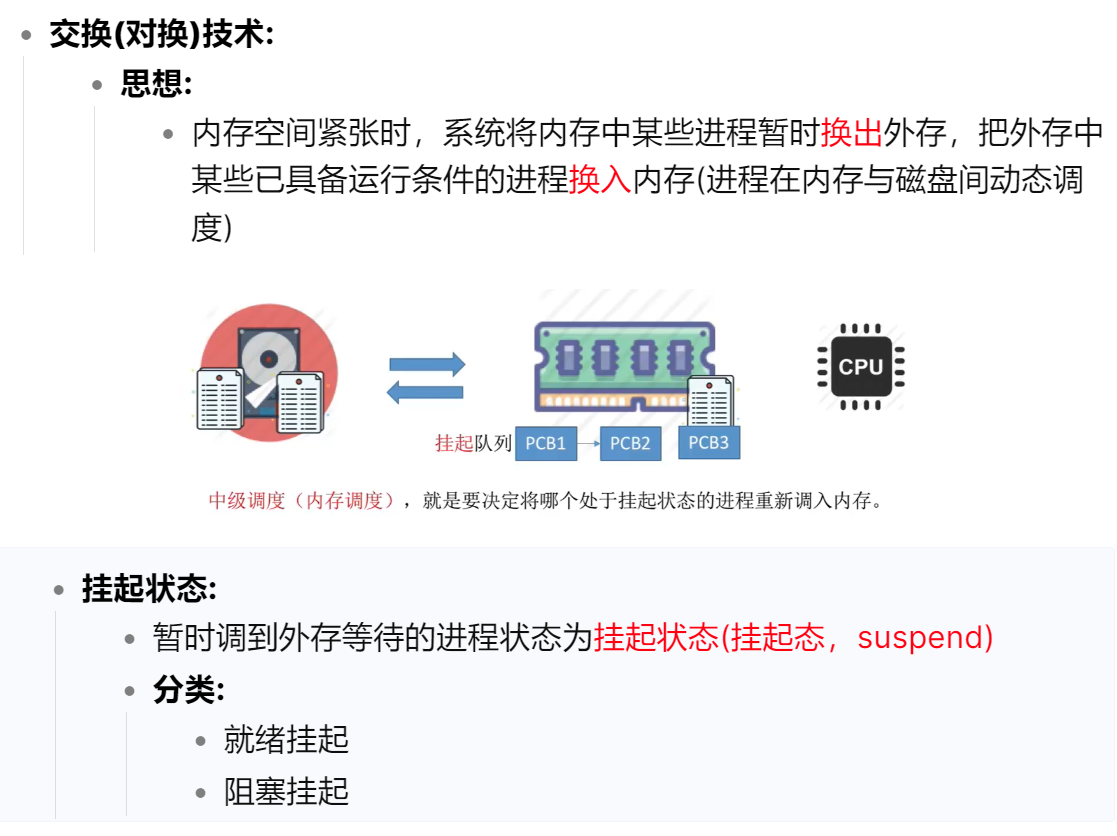 交换(对换)技术:
思想:
内存空间紧张时，系统将内存中某些进程暂时换出外存，把外存中
某些已具备运行条件的进程换入内存(进程在内存与磁盘间动态调
度)
CPU
挂起队列 PCB1 PCB2 PCB3
中级调度（内存调度），就是要决定将哪个处于挂起状态的进程重新调入内存。
挂起状态:
暂时调到外存等待的进程状态为挂起状态(挂起态，suspend)
分类:
就绪挂起
阻塞挂起